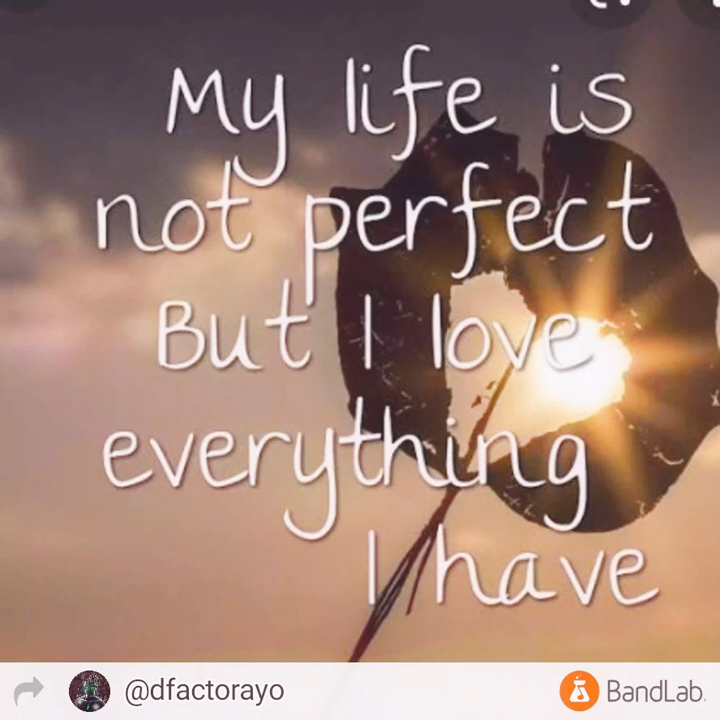 My life is
not perfect
But I love
everything
I have
@dfactorayo
BandLab.